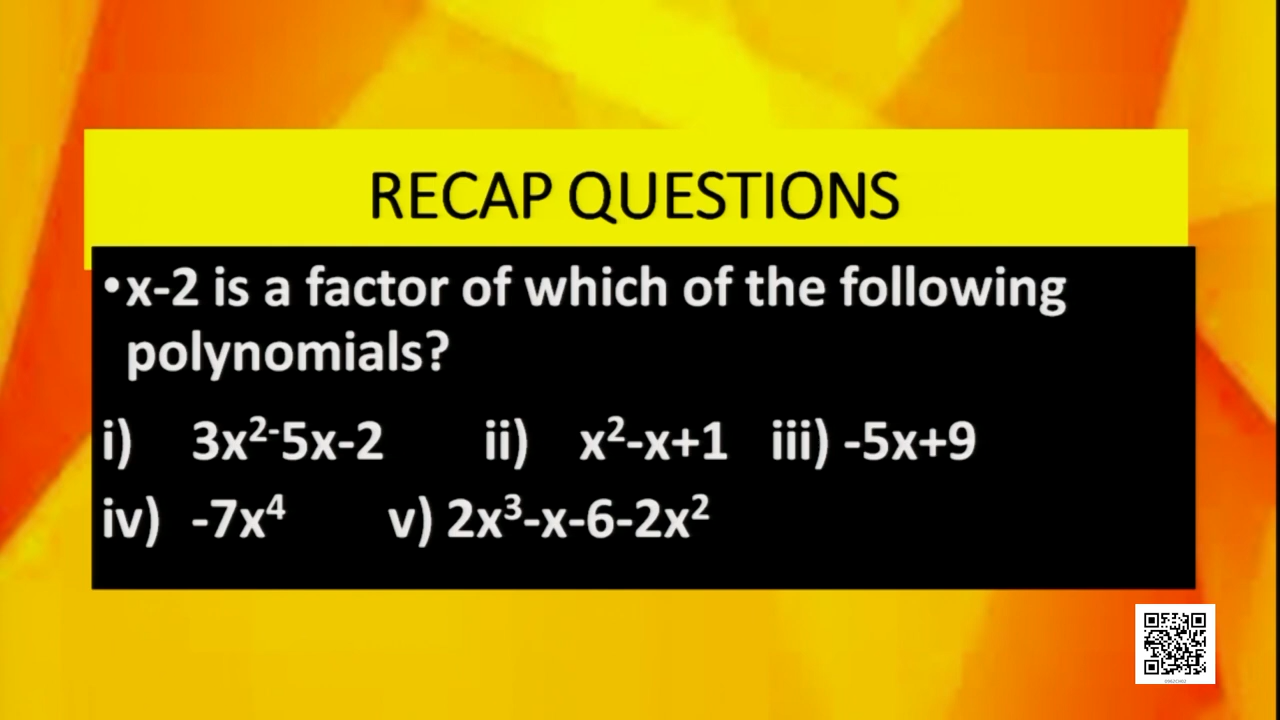 RECAP QUESTIONS
•x-2 is a factor of which of the following
polynomials?
i) 3x²⁻5x-2 ii) x²-x+1 iii) -5x+9
iv) -7x⁴ v) 2x³-x-6-2x²